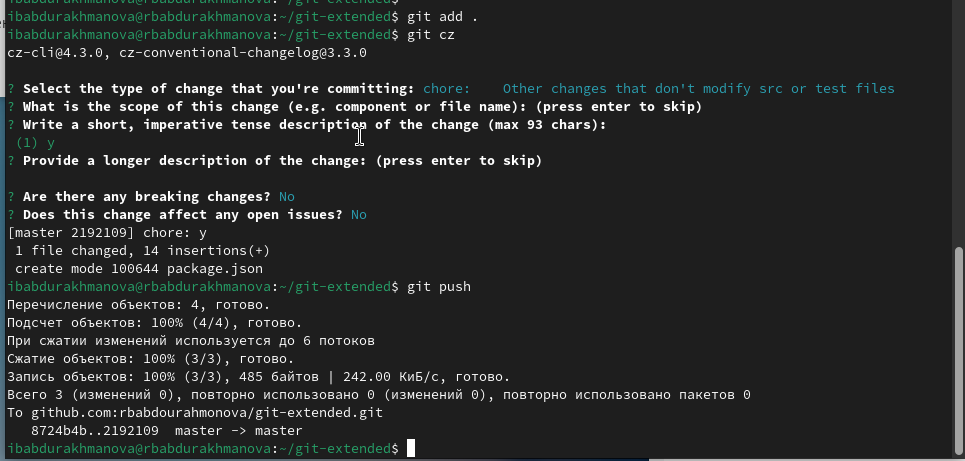 ibabdurakhmanova@rbabdurakhmanova:~/git-extended$ git add .
ibabdurakhmanova@rbabdurakhmanova:~/git-extended$ git cz
cz-cli@4.3.0, cz-conventional-changelog@3.3.0
? Select the type of change that you're committing: chore:    Other changes that don't modify src or test files
? What is the scope of this change (e.g. component or file name): (press enter to skip)
? Write a short, imperative tense description of the change (max 93 chars):
 (1) y
? Provide a longer description of the change: (press enter to skip)
? Are there any breaking changes? No
? Does this change affect any open issues? No
[master 2192109] chore: y
 1 file changed, 14 insertions(+)
 create mode 100644 package.json
ibabdurakhmanova@rbabdurakhmanova:~/git-extended$ git push
Перечисление объектов: 4, готово.
Подсчет объектов: 100% (4/4), готово.
При сжатии изменений используется до 6 потоков
Сжатие объектов: 100% (3/3), готово.
Запись объектов: 100% (3/3), 485 байтов | 242.00 КиБ/с, готово.
Всего 3 (изменений 0), повторно использовано 0 (изменений 0), повторно использовано пакетов 0
To github.com:rbabdourahmonova/git-extended.git
   8724b4b..2192109  master -> master
ibabdurakhmanova@rbabdurakhmanova:~/git-extended$